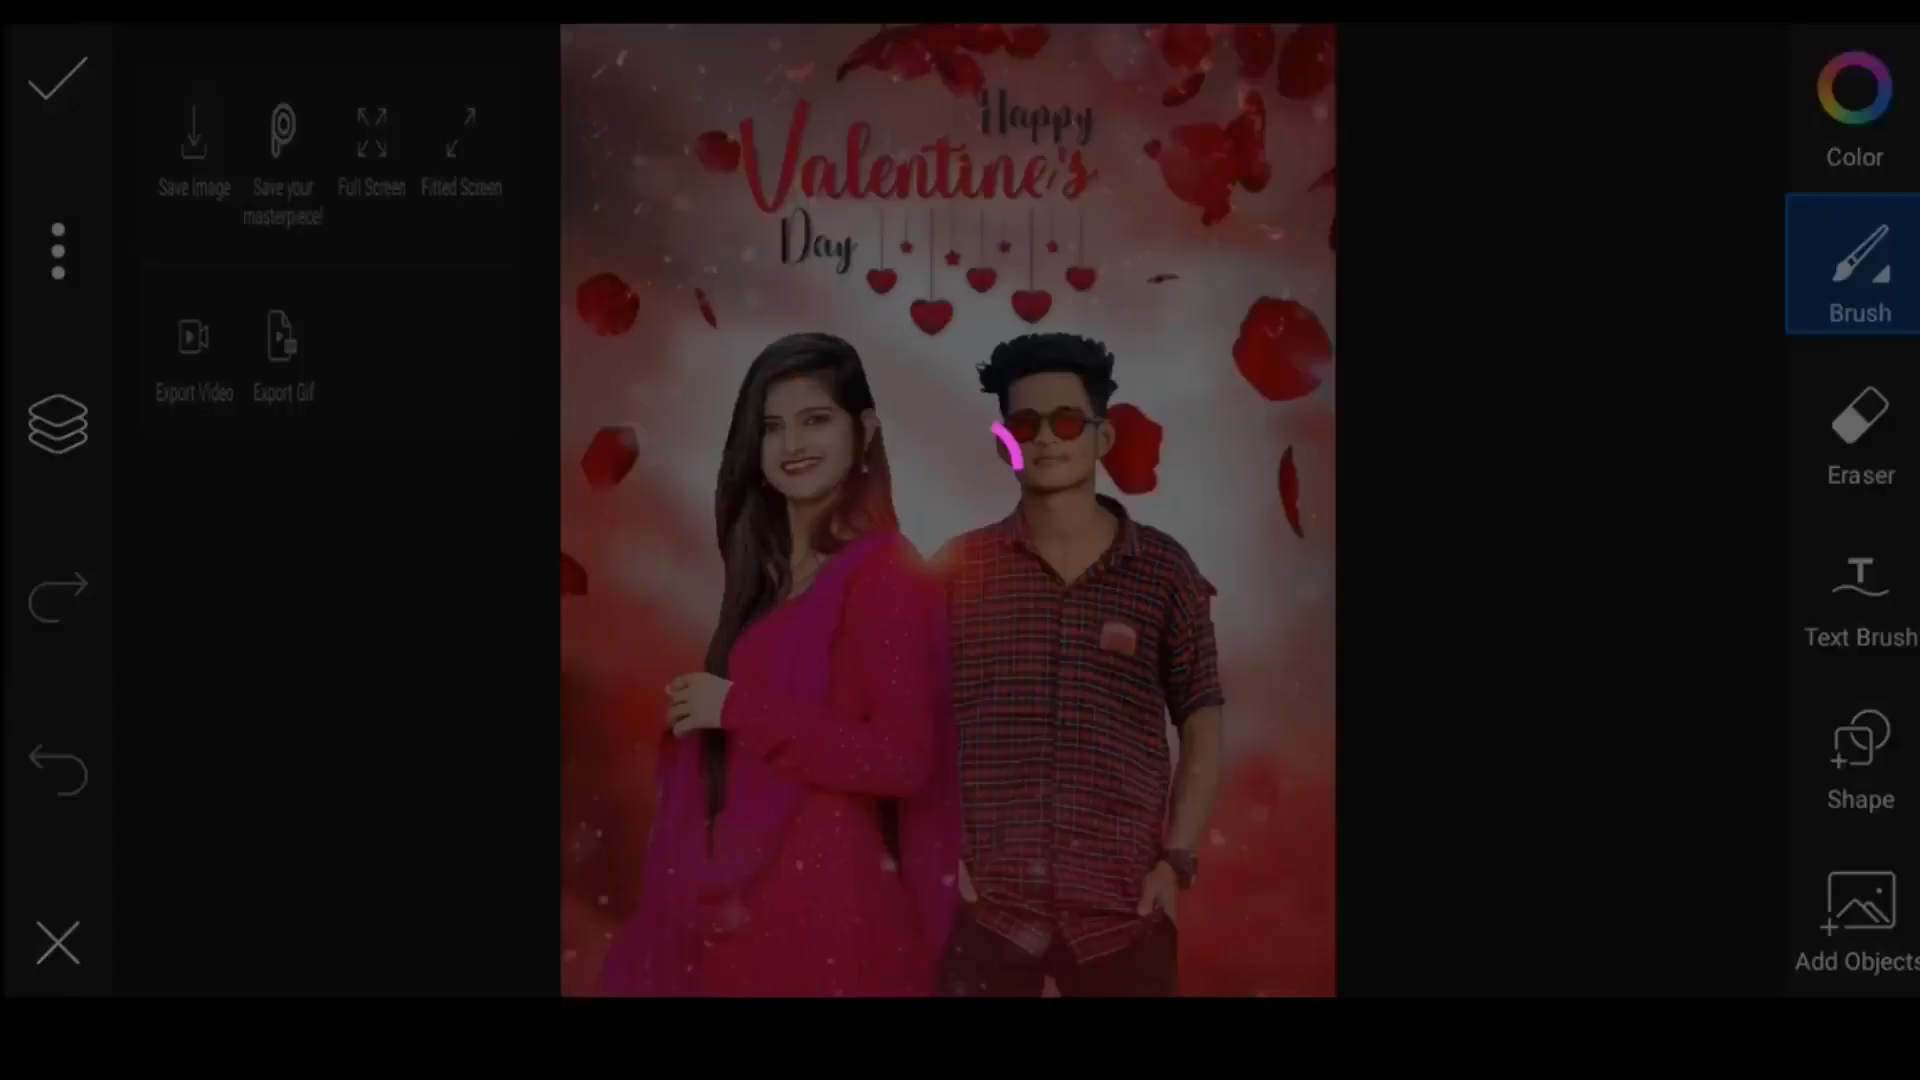 Save Image
Save your
masterpiece!
Full Screen
Fitted Screen
Export Video
Export Gif
Happy
Valentine's
Day
Color
Brush
Eraser
Text Brush
Shape
Add Objects